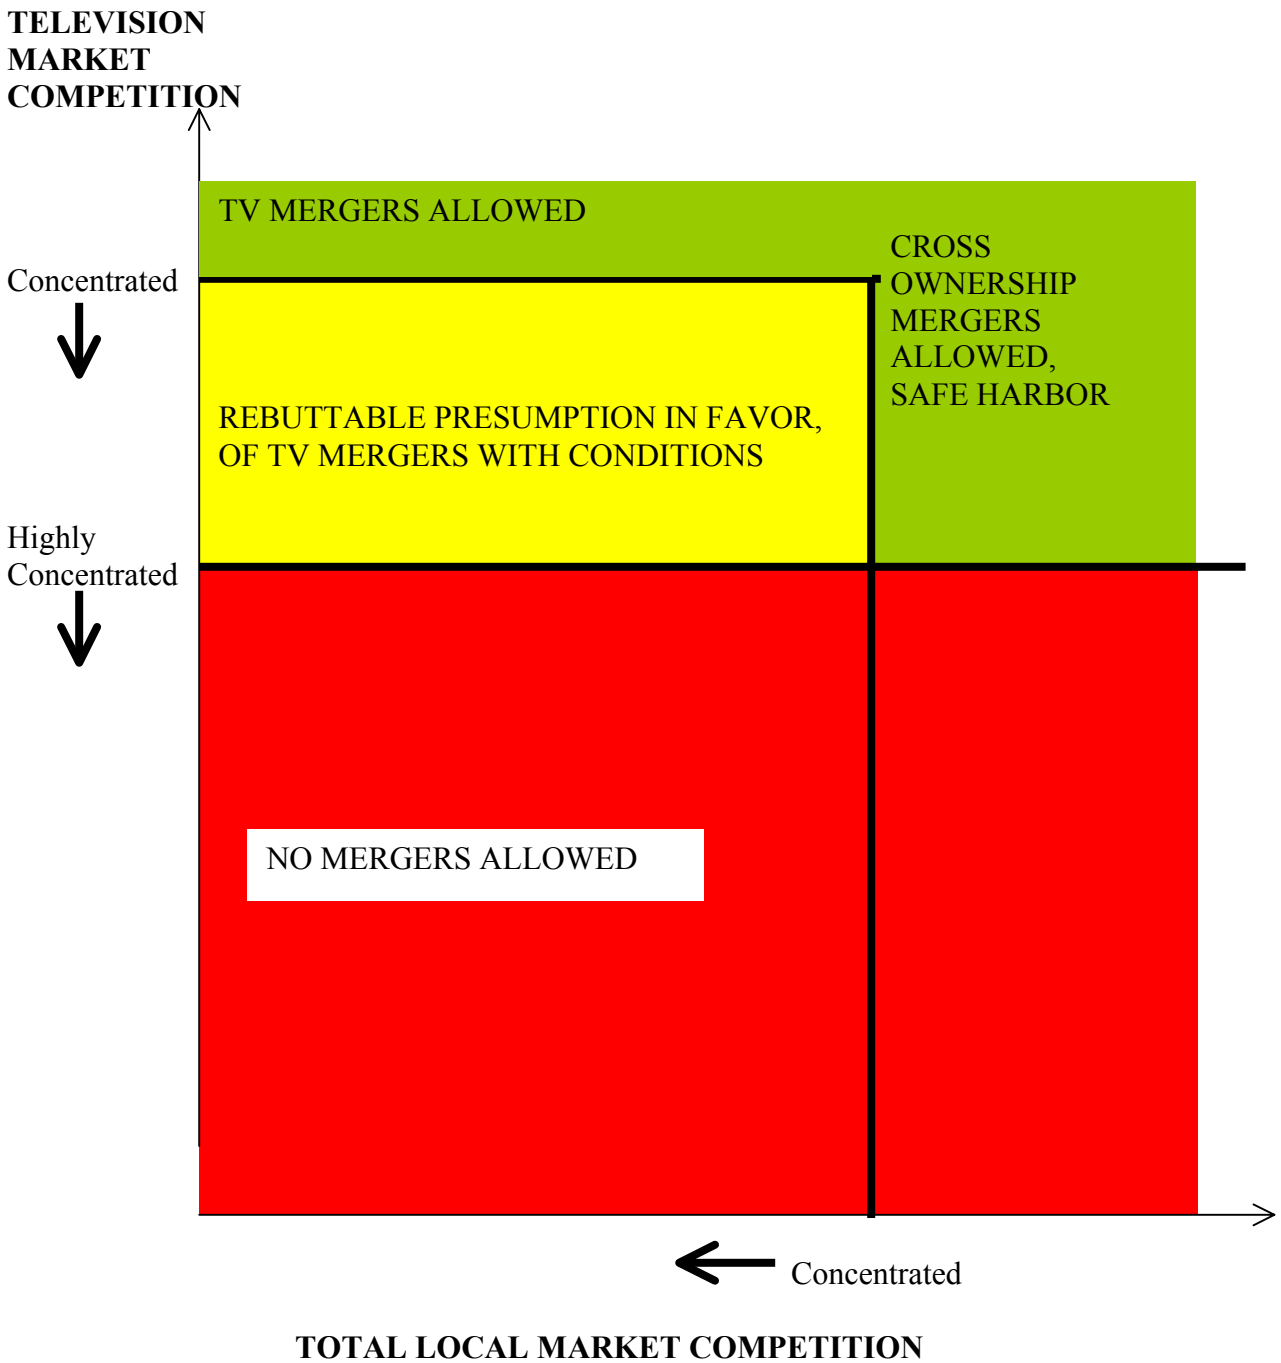 TELEVISION
MARKET
COMPETITION
TV MERGERS ALLOWED
CROSS
OWNERSHIP
MERGERS
ALLOWED,
SAFE HARBOR
Concentrated
REBUTTABLE PRESUMPTION IN FAVOR,
OF TV MERGERS WITH CONDITIONS
Highly
Concentrated
NO MERGERS ALLOWED
Concentrated
TOTAL LOCAL MARKET COMPETITION